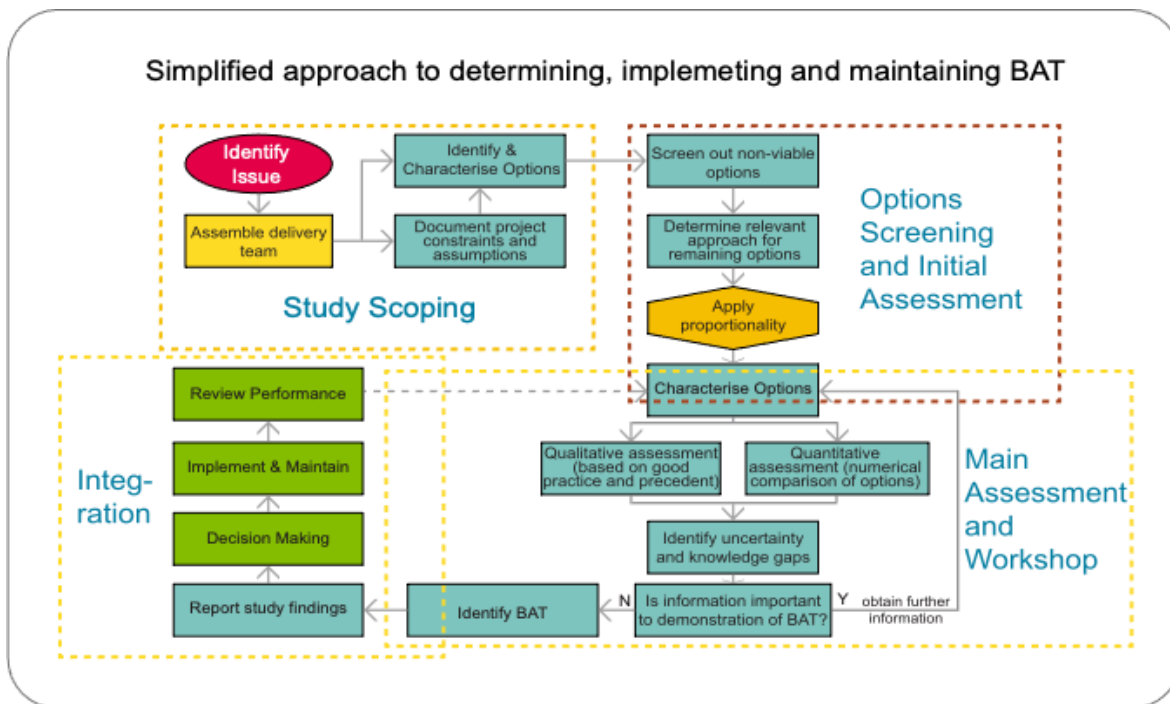 Simplified approach to determining, implemeting and maintaining BAT
Identify
Issue
Assemble delivery
team
Identify &
Characterise Options
Document project
constraints and
assumptions
Study Scoping
Screen out non-viable
options
Determine relevant
approach for
remaining options
Apply
proportionality
Options
Screening
and Initial
Assessment
Characterise Options
Qualitative assessment
(based on good
practice and precedent)
Quantitative
assessment (numerical
comparison of options)
Identify uncertainty
and knowledge gaps
Is information important
to demonstration of BAT?
Y
obtain further
information
N
Identify BAT
Main
Assessment
and
Workshop
Report study findings
Decision Making
Implement & Maintain
Review Performance
Integ-
ration